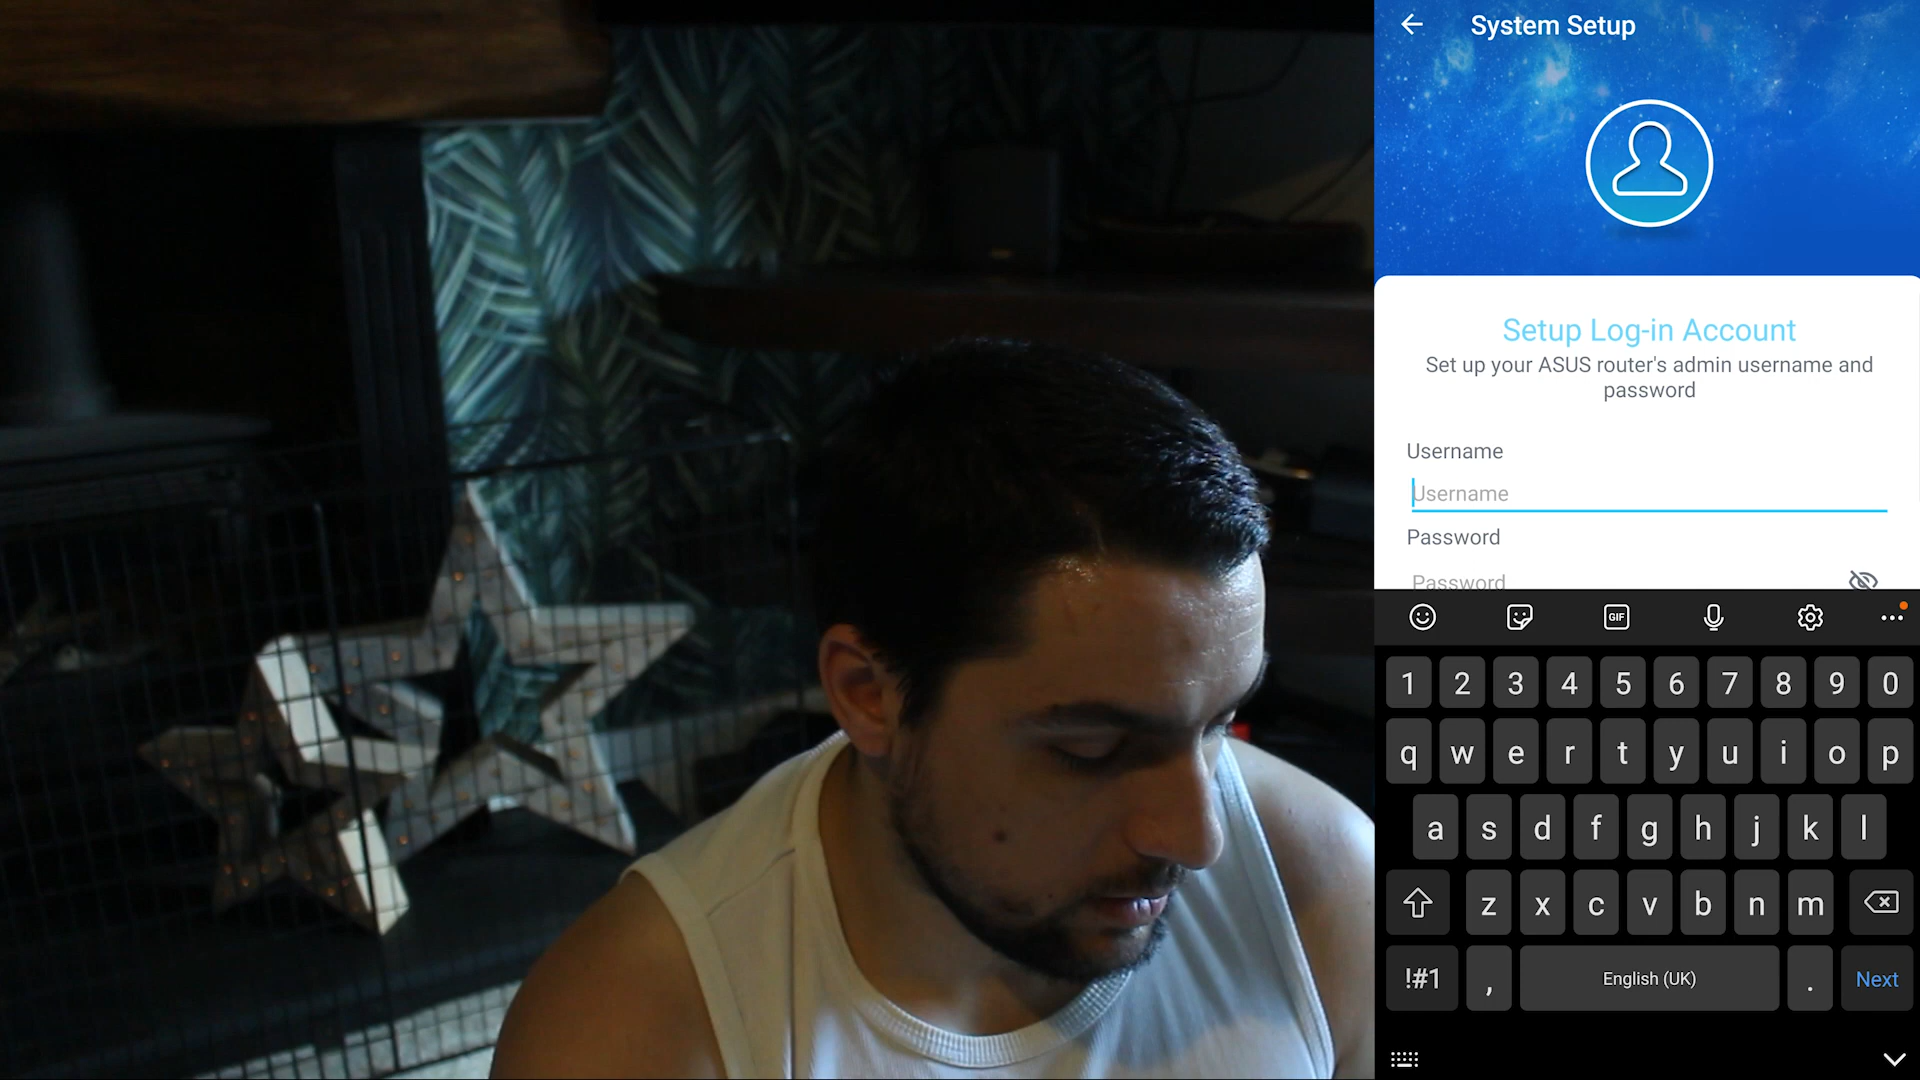 System Setup
Setup Log-in Account
Set up your ASUS router's admin username and
password
Username
Username
Password
Password
GIF
1 2 3 4 5 6 7 8 9 0
q w e r t y u i o p
a s d f g h j k l
z x c v b n m
!#1 , English (UK) . Next